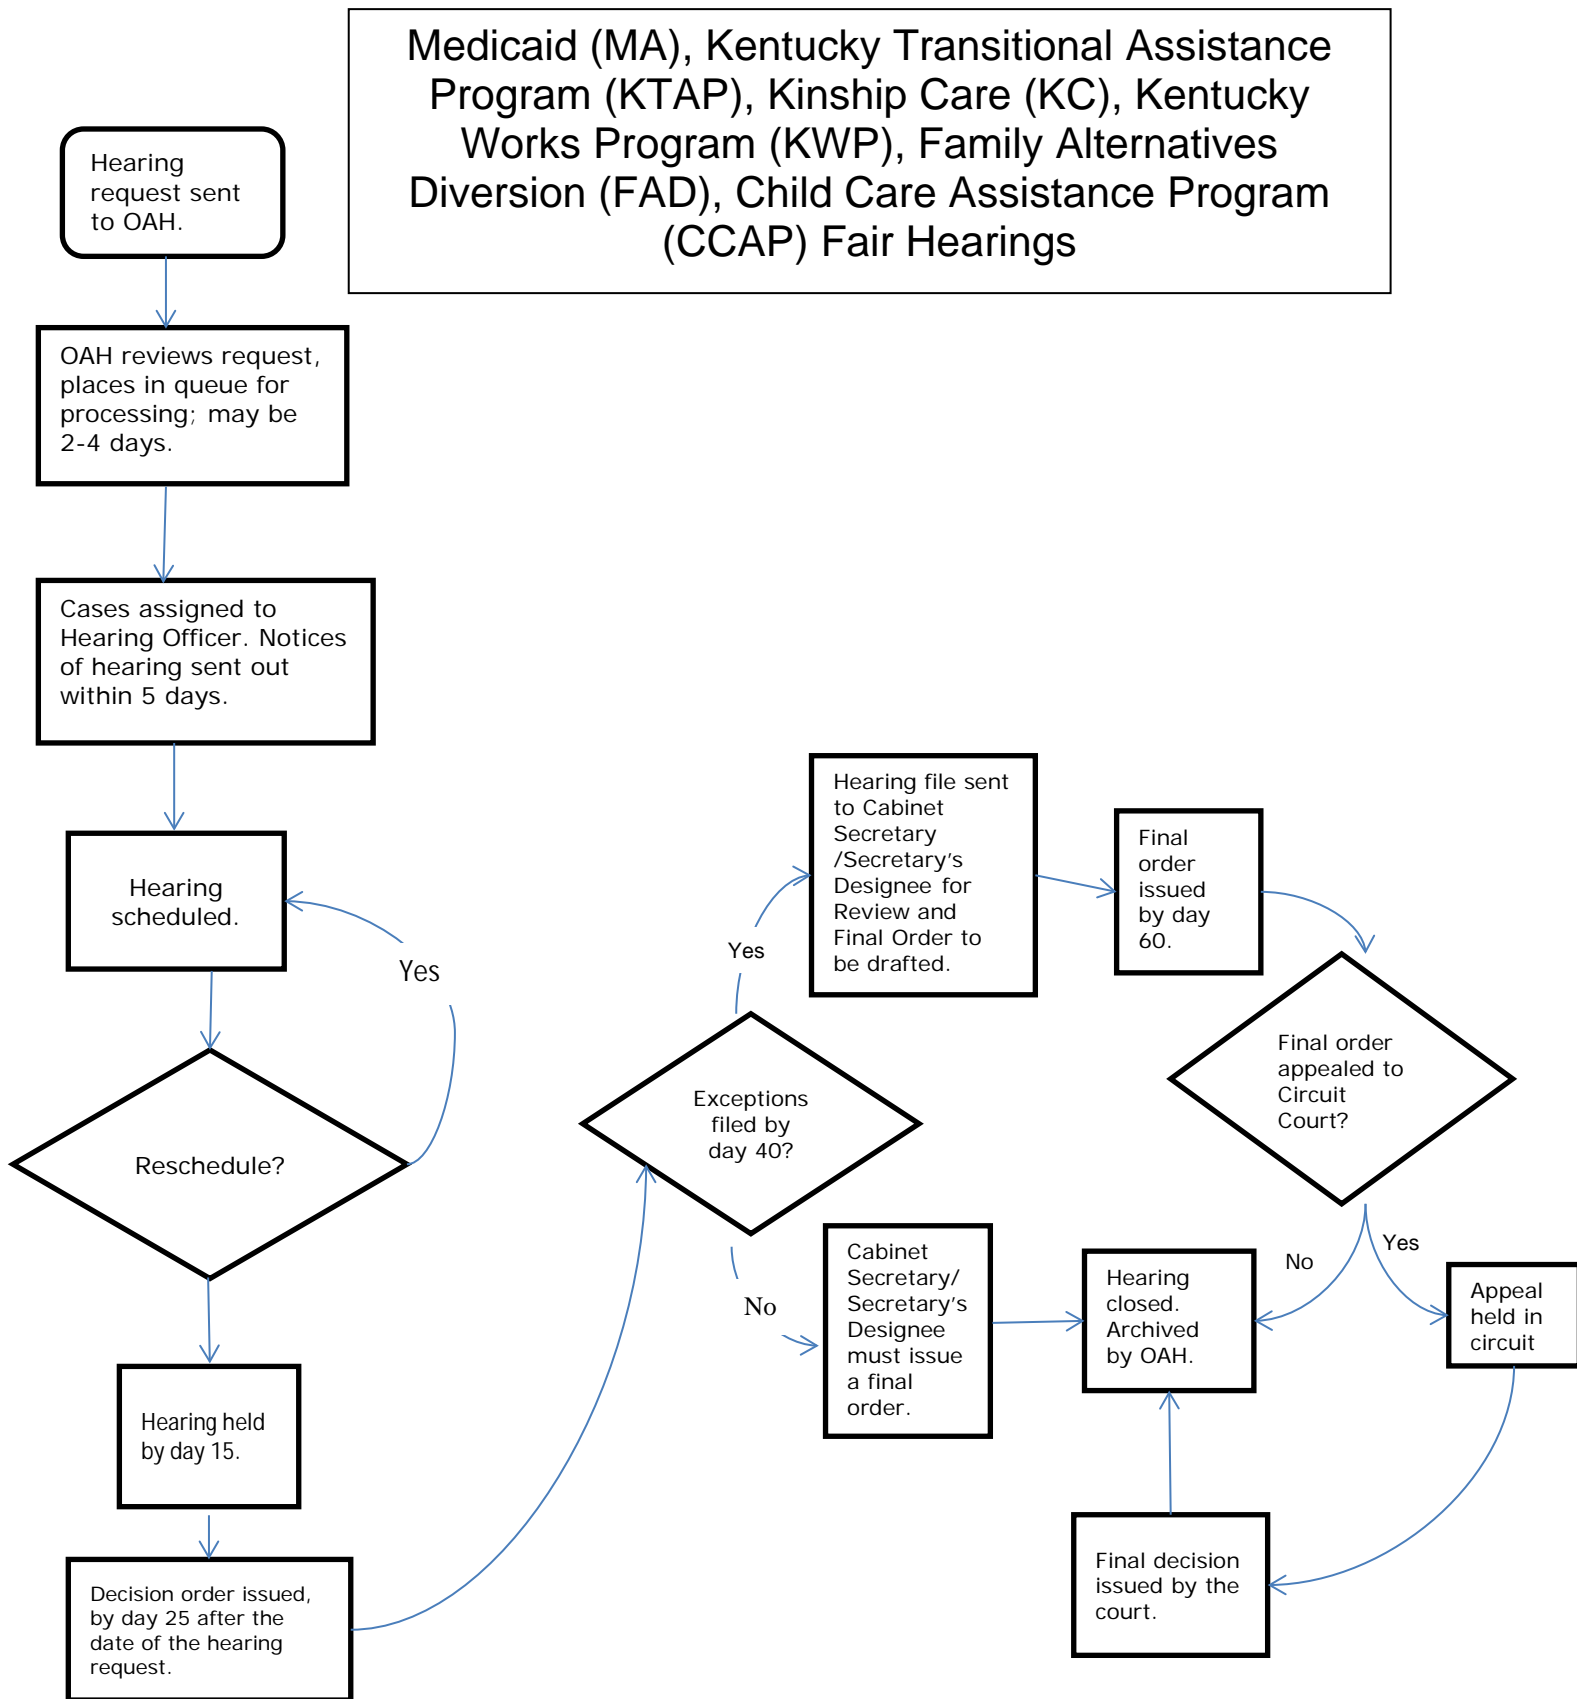 Medicaid (MA), Kentucky Transitional Assistance
Program (KTAP), Kinship Care (KC), Kentucky
Works Program (KWP), Family Alternatives
Diversion (FAD), Child Care Assistance Program
(CCAP) Fair Hearings
Hearing
request sent
to OAH.
OAH reviews request,
places in queue for
processing; may be
2-4 days.
Cases assigned to
Hearing Officer. Notices
of hearing sent out
within 5 days.
Hearing
scheduled.
Yes
Reschedule?
Hearing held
by day 15.
Decision order issued,
by day 25 after the
date of the hearing
request.
Exceptions
filed by
day 40?
Yes
Hearing file sent
to Cabinet
Secretary
/Secretary’s
Designee for
Review and
Final Order to
be drafted.
Final
order
issued
by day
60.
Final order
appealed to
Circuit
Court?
No
Cabinet
Secretary/
Secretary’s
Designee
must issue
a final
order.
Hearing
closed.
Archived
by OAH.
No
Yes
Appeal
held in
circuit
Final decision
issued by the
court.